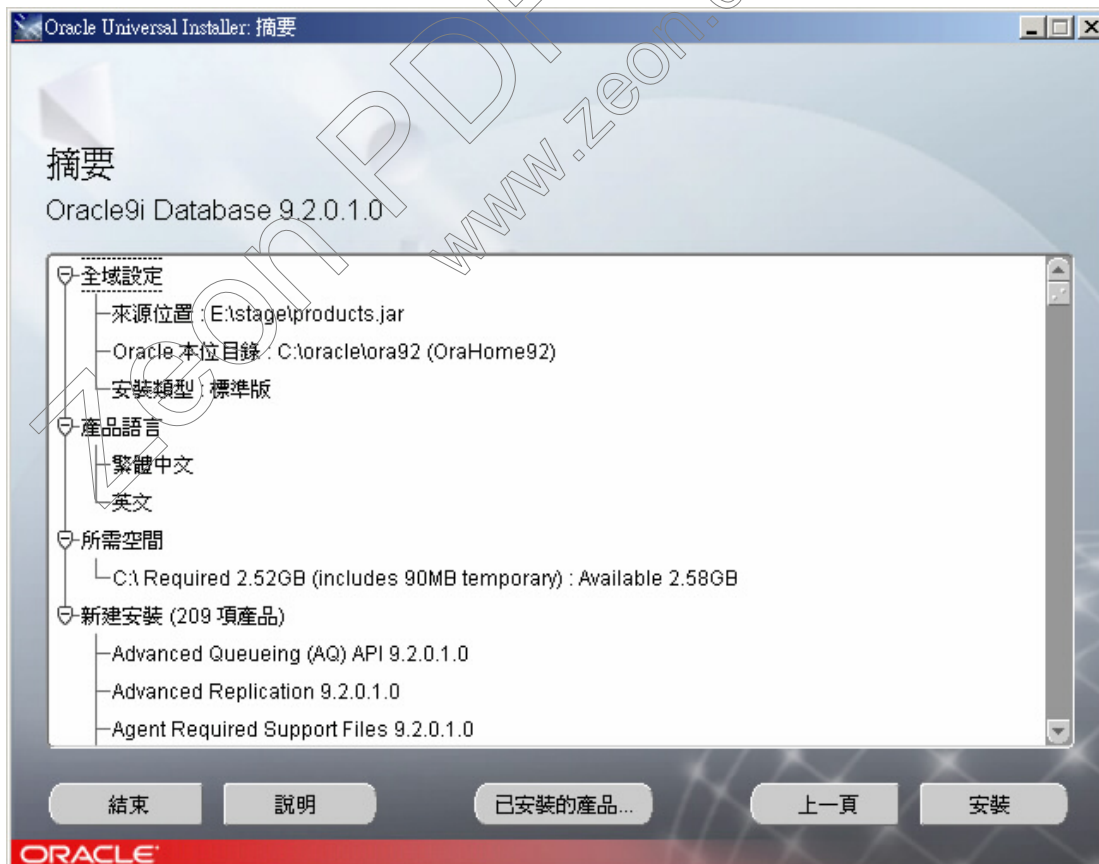 Oracle Universal Installer: 摘要
Zeon PDF
www.zeon.
摘要
Oracle9i Database 9.2.0.1.0
全域設定
來源位置 : E:\stage\products.jar
Oracle 本位目錄 : C:\oracle\ora92 (OraHome92)
安裝類型 : 標準版
產品語言
繁體中文
英文
所需空間
C:\ Required 2.52GB (includes 90MB temporary) : Available 2.58GB
新建安裝 (209 項產品)
Advanced Queueing (AQ) API 9.2.0.1.0
Advanced Replication 9.2.0.1.0
Agent Required Support Files 9.2.0.1.0
結束 說明 已安裝的產品... 上一頁 安裝
ORACLE